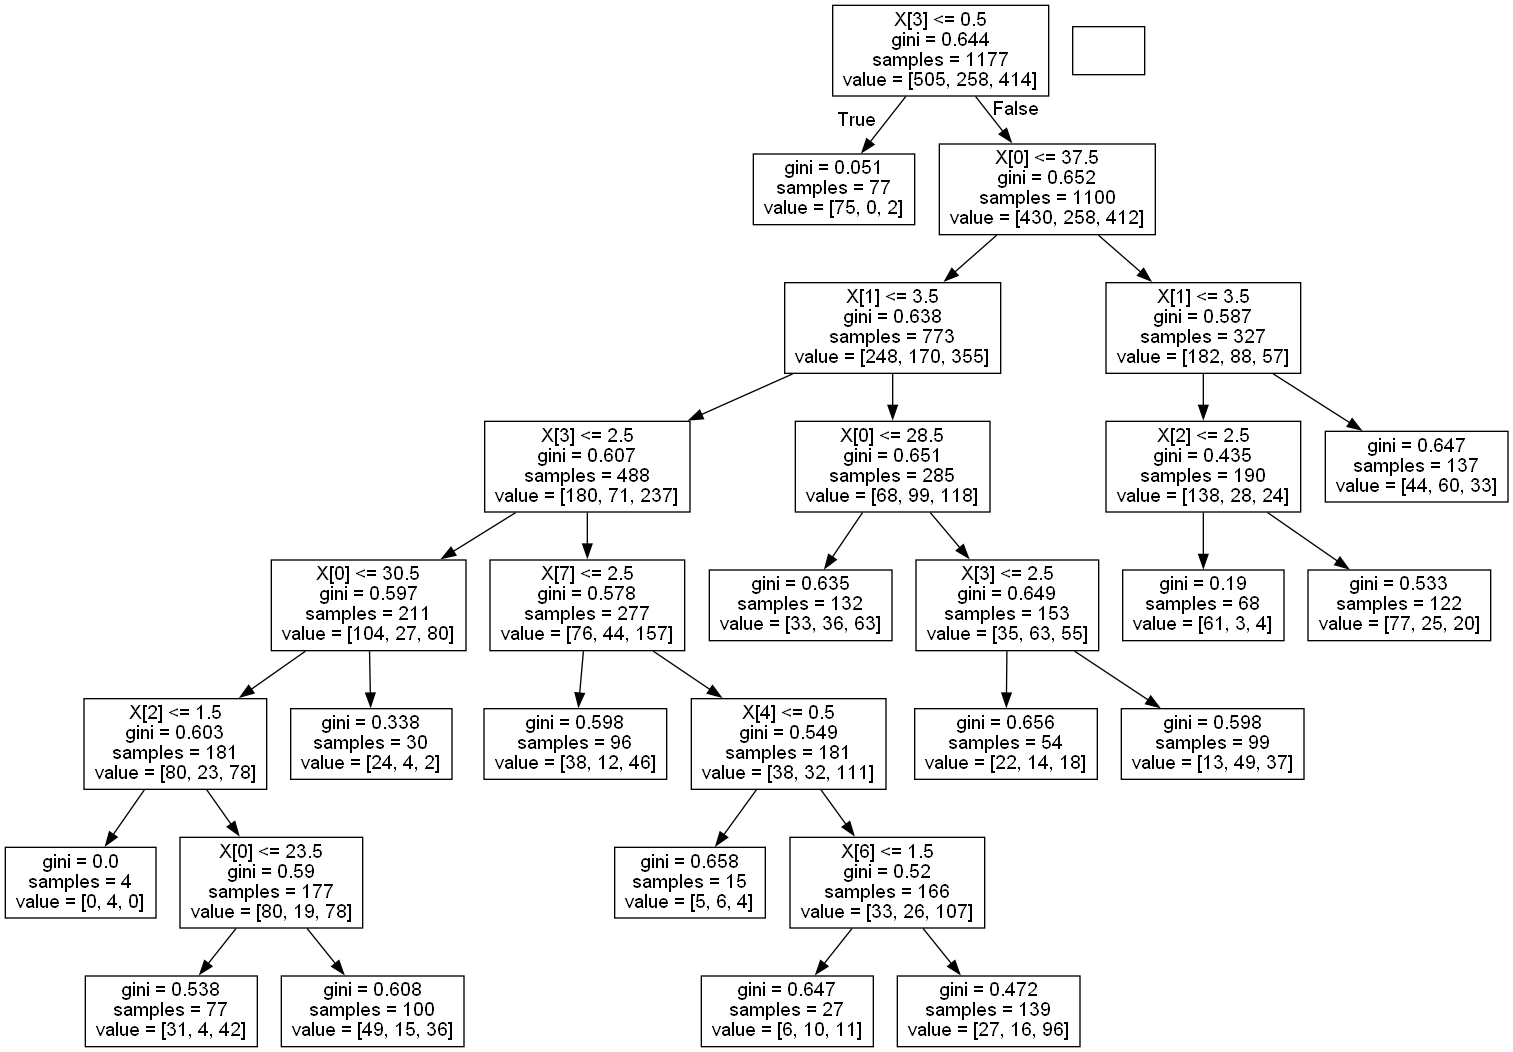 X[3] <= 0.5
gini = 0.644
samples = 1177
value = [505, 258, 414]
True
False
gini = 0.051
samples = 77
value = [75, 0, 2]
X[0] <= 37.5
gini = 0.652
samples = 1100
value = [430, 258, 412]
X[1] <= 3.5
gini = 0.638
samples = 773
value = [248, 170, 355]
X[1] <= 3.5
gini = 0.587
samples = 327
value = [182, 88, 57]
X[3] <= 2.5
gini = 0.607
samples = 488
value = [180, 71, 237]
X[0] <= 28.5
gini = 0.651
samples = 285
value = [68, 99, 118]
X[2] <= 2.5
gini = 0.435
samples = 190
value = [138, 28, 24]
gini = 0.647
samples = 137
value = [44, 60, 33]
X[0] <= 30.5
gini = 0.597
samples = 211
value = [104, 27, 80]
X[7] <= 2.5
gini = 0.578
samples = 277
value = [76, 44, 157]
gini = 0.635
samples = 132
value = [33, 36, 63]
X[3] <= 2.5
gini = 0.649
samples = 153
value = [35, 63, 55]
gini = 0.19
samples = 68
value = [61, 3, 4]
gini = 0.533
samples = 122
value = [77, 25, 20]
X[2] <= 1.5
gini = 0.603
samples = 181
value = [80, 23, 78]
gini = 0.338
samples = 30
value = [24, 4, 2]
gini = 0.598
samples = 96
value = [38, 12, 46]
X[4] <= 0.5
gini = 0.549
samples = 181
value = [38, 32, 111]
gini = 0.656
samples = 54
value = [22, 14, 18]
gini = 0.598
samples = 99
value = [13, 49, 37]
gini = 0.0
samples = 4
value = [0, 4, 0]
X[0] <= 23.5
gini = 0.59
samples = 177
value = [80, 19, 78]
gini = 0.658
samples = 15
value = [5, 6, 4]
X[6] <= 1.5
gini = 0.52
samples = 166
value = [33, 26, 107]
gini = 0.538
samples = 77
value = [31, 4, 42]
gini = 0.608
samples = 100
value = [49, 15, 36]
gini = 0.647
samples = 27
value = [6, 10, 11]
gini = 0.472
samples = 139
value = [27, 16, 96]